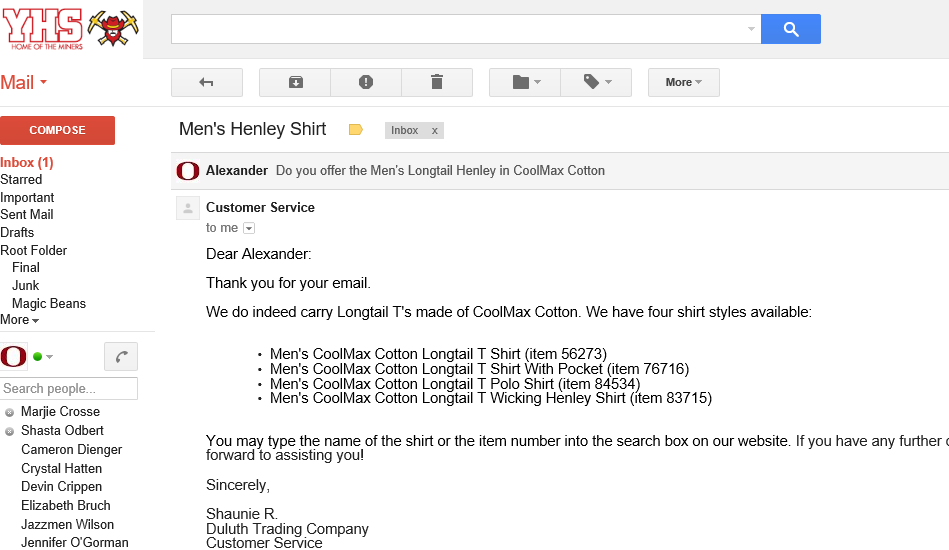 YHS
HOME OF THE MINERS
Mail
More
COMPOSE
Men's Henley Shirt
Inbox x
Inbox (1)
Starred
Important
Sent Mail
Drafts
Root Folder
Final
Junk
Magic Beans
More
Alexander Do you offer the Men's Longtail Henley in CoolMax Cotton
Customer Service
to me
Dear Alexander:
Thank you for your email.
We do indeed carry Longtail T's made of CoolMax Cotton. We have four shirt styles available:
• Men's CoolMax Cotton Longtail T Shirt (item 56273)
• Men's CoolMax Cotton Longtail T Shirt With Pocket (item 76716)
• Men's CoolMax Cotton Longtail T Polo Shirt (item 84534)
• Men's CoolMax Cotton Longtail T Wicking Henley Shirt (item 83715)
You may type the name of the shirt or the item number into the search box on our website. If you have any further
forward to assisting you!
Sincerely,
Shaunie R.
Duluth Trading Company
Customer Service
O
Search people...
Marjie Crosse
Shasta Odbert
Cameron Dienger
Crystal Hatten
Devin Crippen
Elizabeth Bruch
Jazzmen Wilson
Jennifer O'Gorman